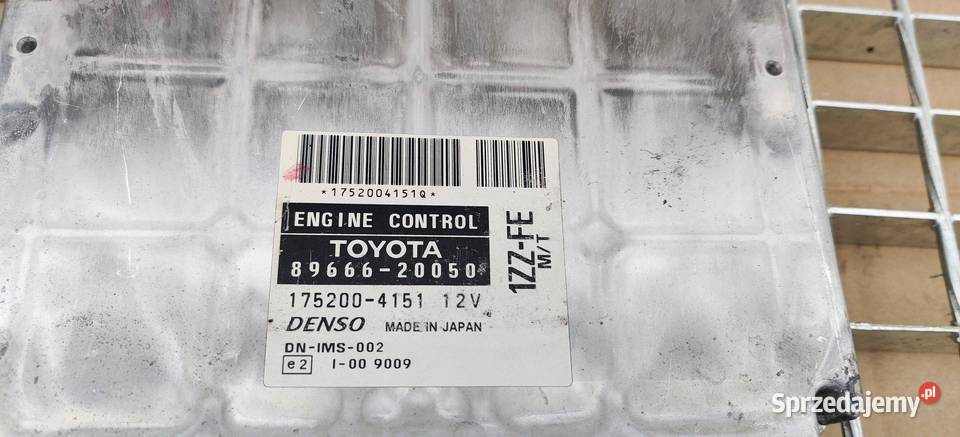 *1752004151Q*
ENGINE CONTROL
TOYOTA
89666-20050
175200-4151 12V
DENSO MADE IN JAPAN
DN-IMS-002
e2 I-00 9009
1ZZ-FE
M/T
Sprzedajemy.pl